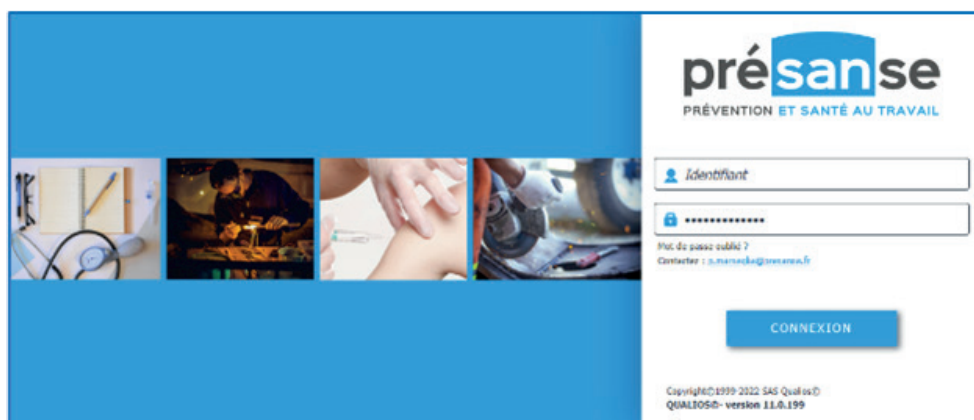 présanse
PRÉVENTION ET SANTÉ AU TRAVAIL
Identifiant
•••••••••••••
Mot de passe oublié ?
Contacter :
CONNEXION
Copyright©1999-2022 SAS Qualios©
QUALIOS©- version 11.0.199